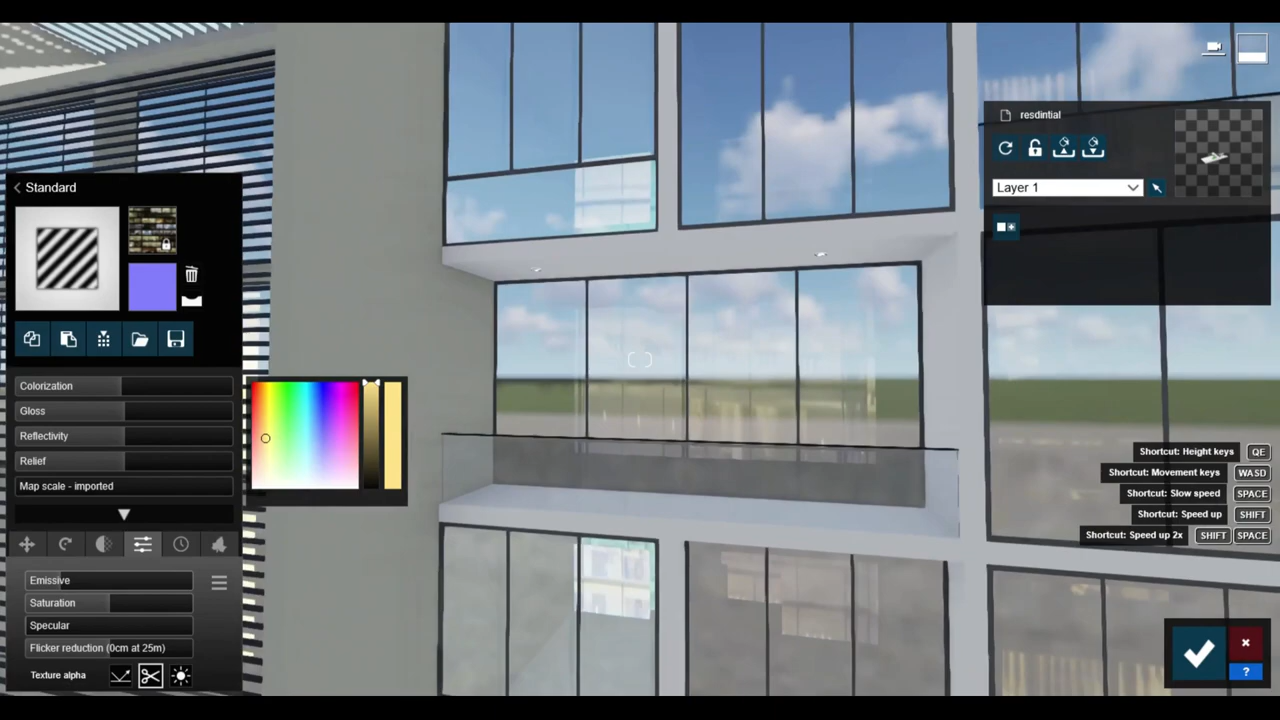 Standard
Colorization
Gloss
Reflectivity
Relief
Map scale - imported
Emissive
Saturation
Specular
Flicker reduction (0cm at 25m)
Texture alpha
resdintial
Layer 1
Shortcut: Height keys QE
Shortcut: Movement keys WASD
Shortcut: Slow speed SPACE
Shortcut: Speed up SHIFT
Shortcut: Speed up 2x SHIFT SPACE
?